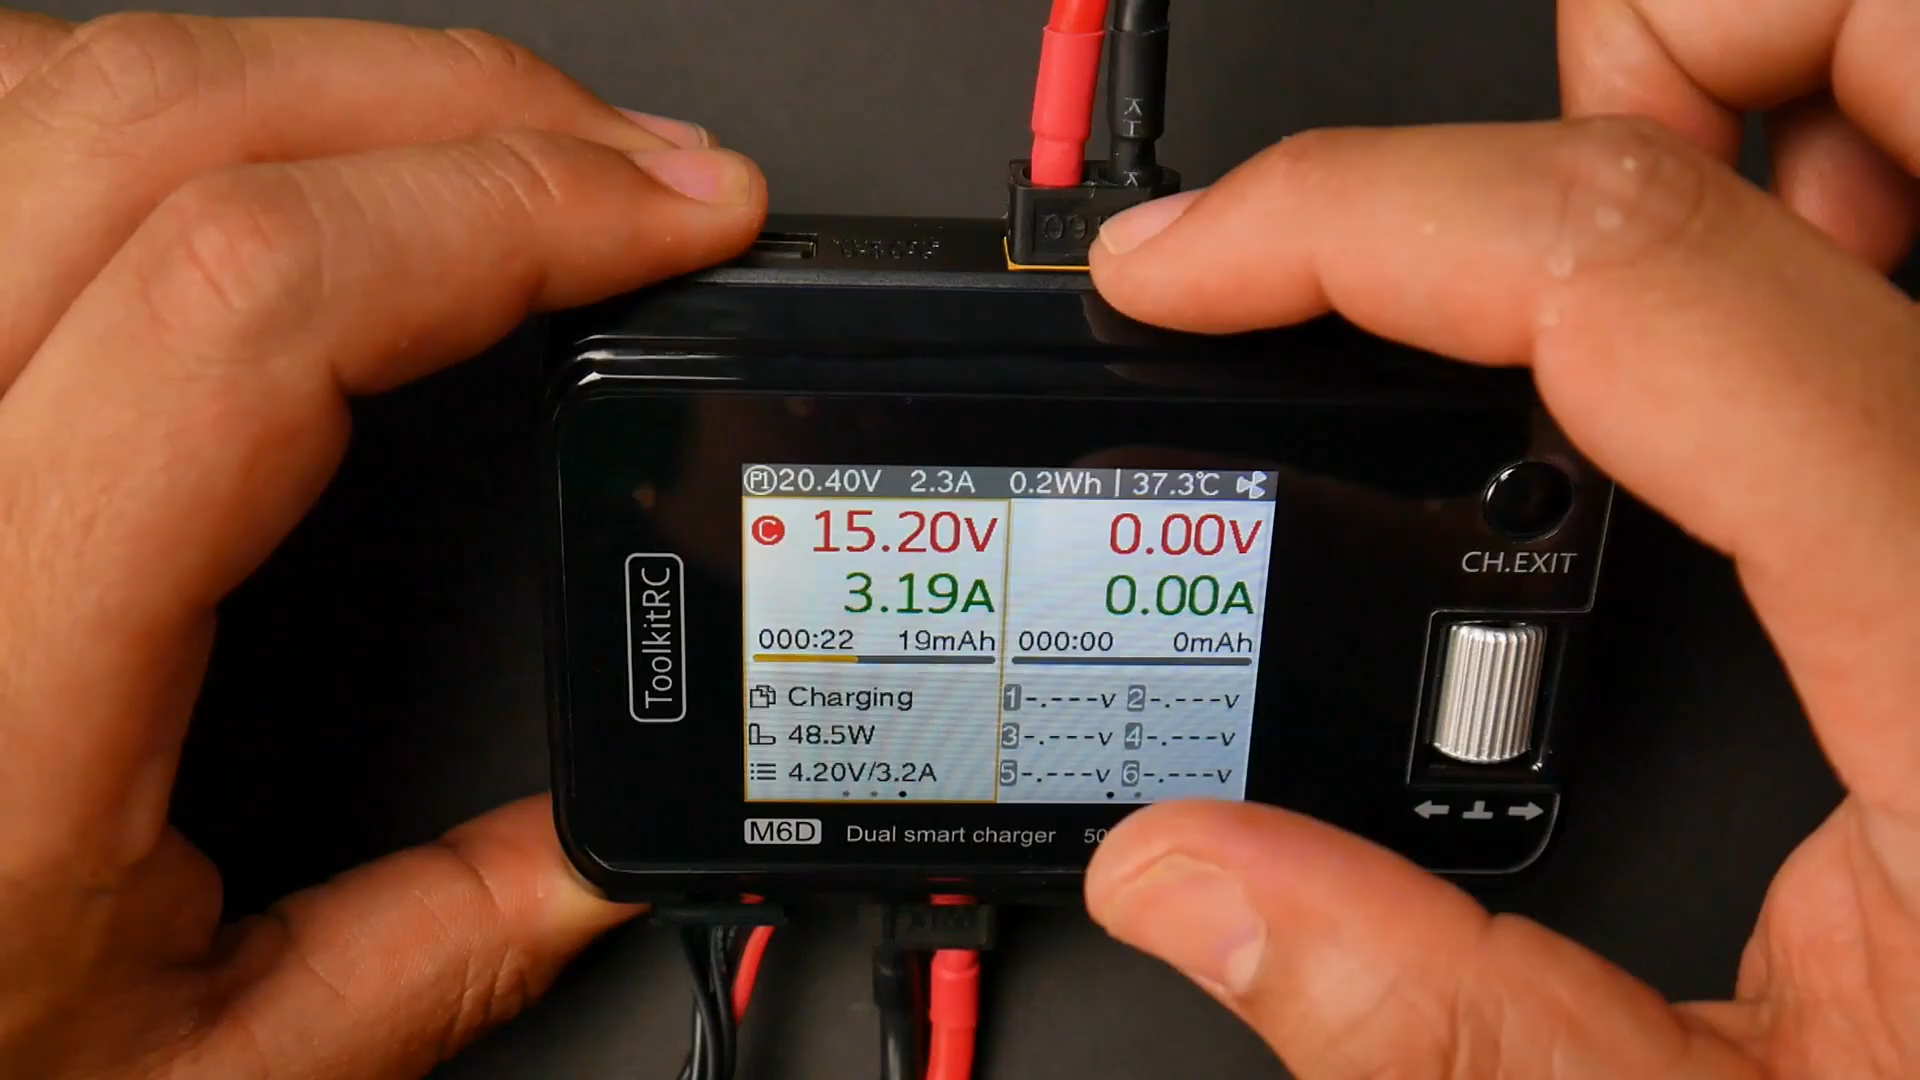 P1 20.40V 2.3A 0.2Wh | 37.3℃
C 15.20V
3.19A
000:22 19mAh
Charging
48.5W
4.20V/3.2A
0.00V
0.00A
000:00 0mAh
1 -.---V 2 -.---V
3 -.---V 4 -.---V
5 -.---V 6 -.---V
ToolkitRC
CH.EXIT
M6D Dual smart charger
XT60